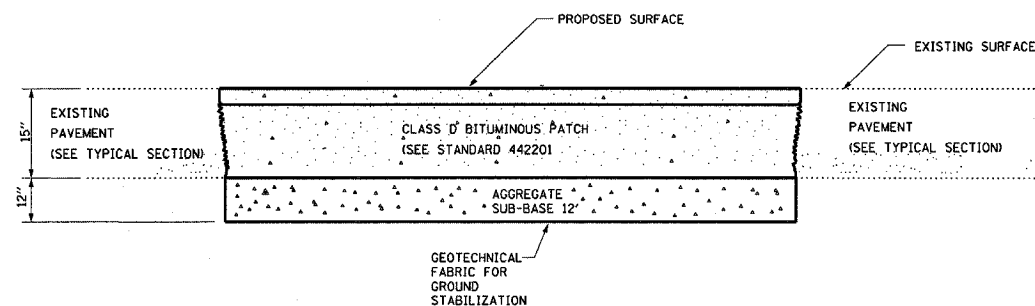 PROPOSED SURFACE
EXISTING SURFACE
EXISTING
PAVEMENT
(SEE TYPICAL SECTION)
15"
CLASS D BITUMINOUS PATCH
(SEE STANDARD 442201
EXISTING
PAVEMENT
(SEE TYPICAL SECTION)
12"
AGGREGATE
SUB-BASE 12'
GEOTECHNICAL
FABRIC FOR
GROUND
STABILIZATION